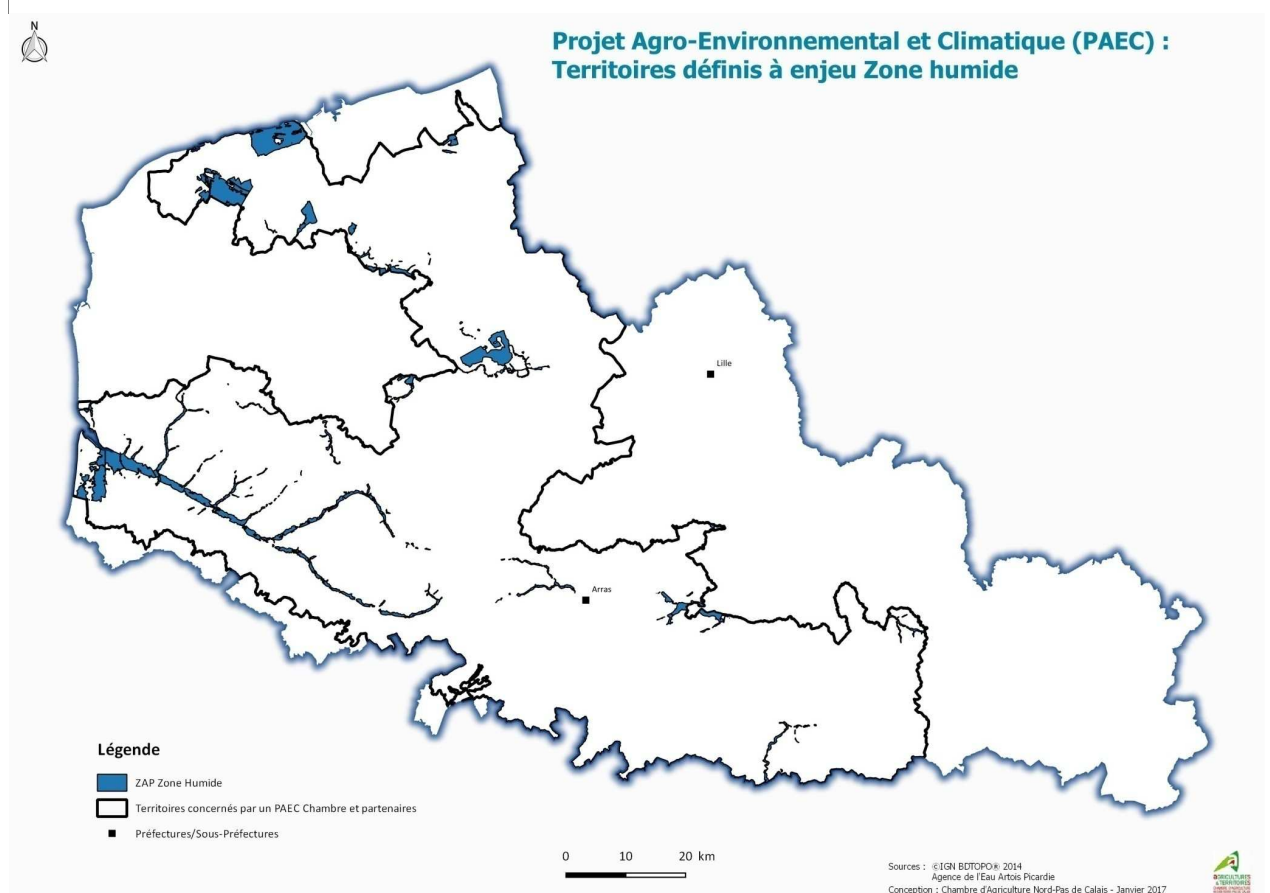 N
Projet Agro-Environnemental et Climatique (PAEC) :
Territoires définis à enjeu Zone humide
Lille
Arras
Légende
ZAP Zone Humide
Territoires concernés par un PAEC Chambre et partenaires
Préfectures/Sous-Préfectures
0 10 20 km
Sources : ©IGN BDTOPO® 2014
Agence de l'Eau Artois Picardie
Conception : Chambre d'Agriculture Nord-Pas de Calais - Janvier 2017
AGRICULTURES
& TERRITOIRES